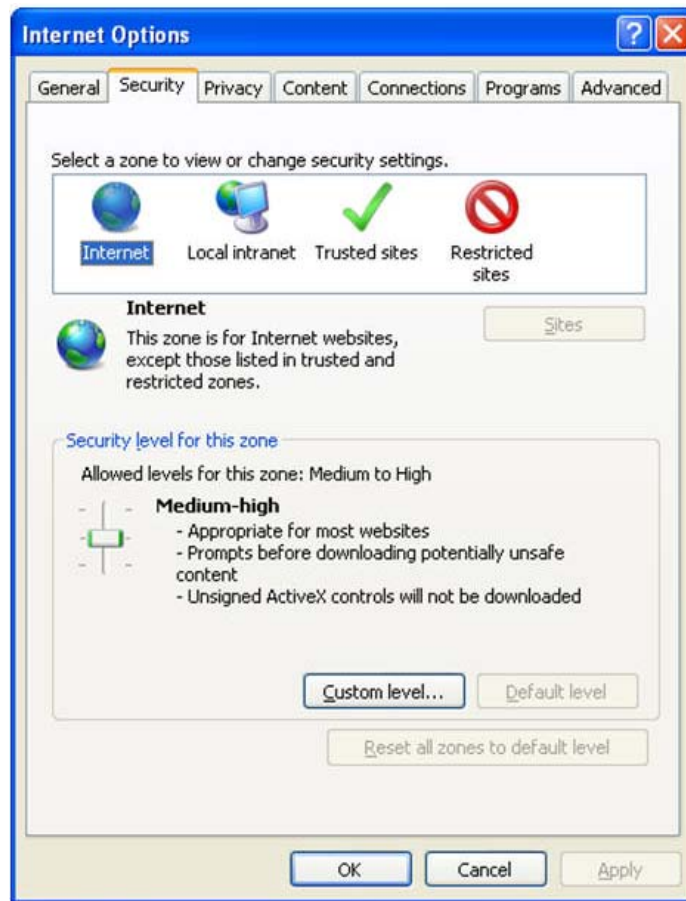 Internet Options
General Security Privacy Content Connections Programs Advanced
Select a zone to view or change security settings.
Internet Local intranet Trusted sites Restricted
sites
Internet
Sites
This zone is for Internet websites,
except those listed in trusted and
restricted zones.
Security level for this zone
Allowed levels for this zone: Medium to High
Medium-high
- Appropriate for most websites
- Prompts before downloading potentially unsafe
content
- Unsigned ActiveX controls will not be downloaded
Custom level... Default level
Reset all zones to default level
OK Cancel Apply